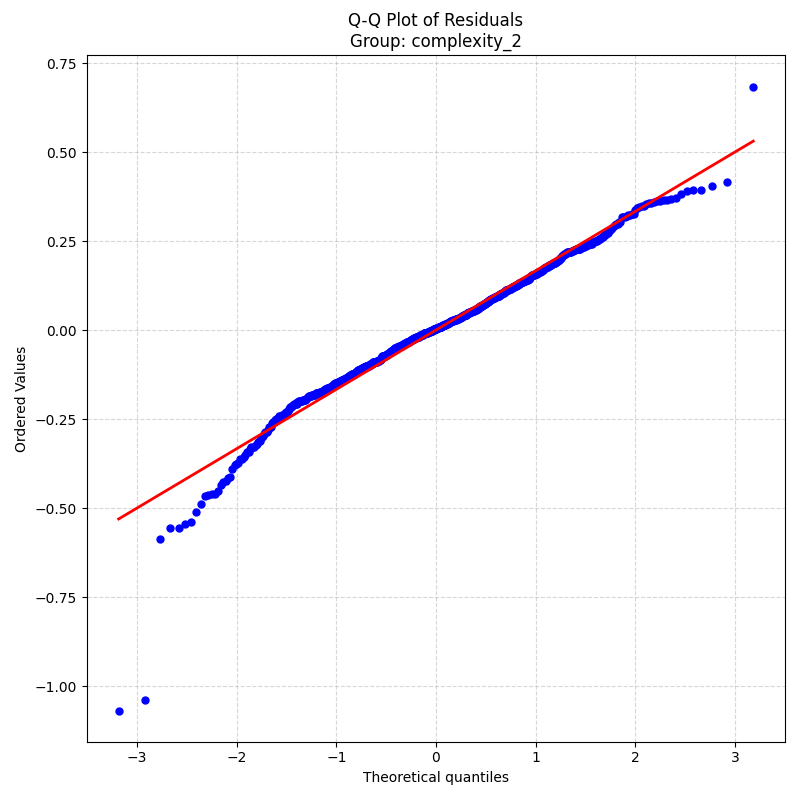 Q-Q Plot of Residuals
Group: complexity_2
Ordered Values
0.75
0.50
0.25
0.00
−0.25
−0.50
−0.75
−1.00
−3 −2 −1 0 1 2 3
Theoretical quantiles